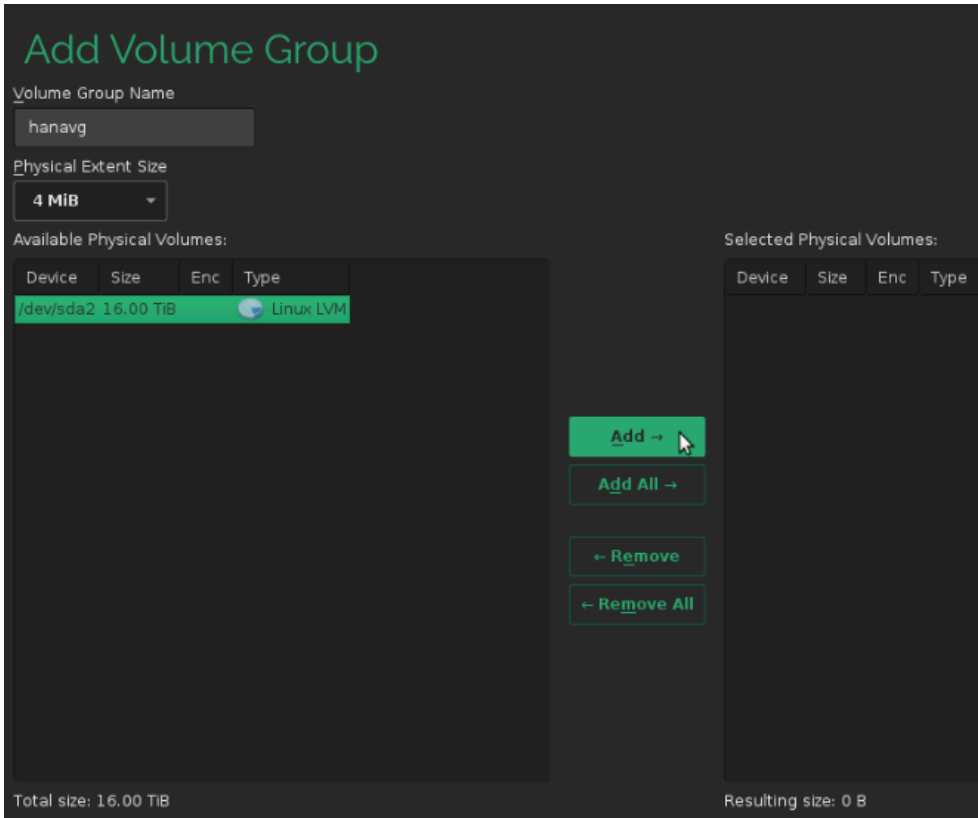 Add Volume Group
Volume Group Name
hanavg
Physical Extent Size
4 MiB
Available Physical Volumes:
Device Size Enc Type
/dev/sda2 16.00 TiB Linux LVM
Total size: 16.00 TiB
Add →
Add All →
← Remove
← Remove All
Selected Physical Volumes:
Device Size Enc Type
Resulting size: 0 B